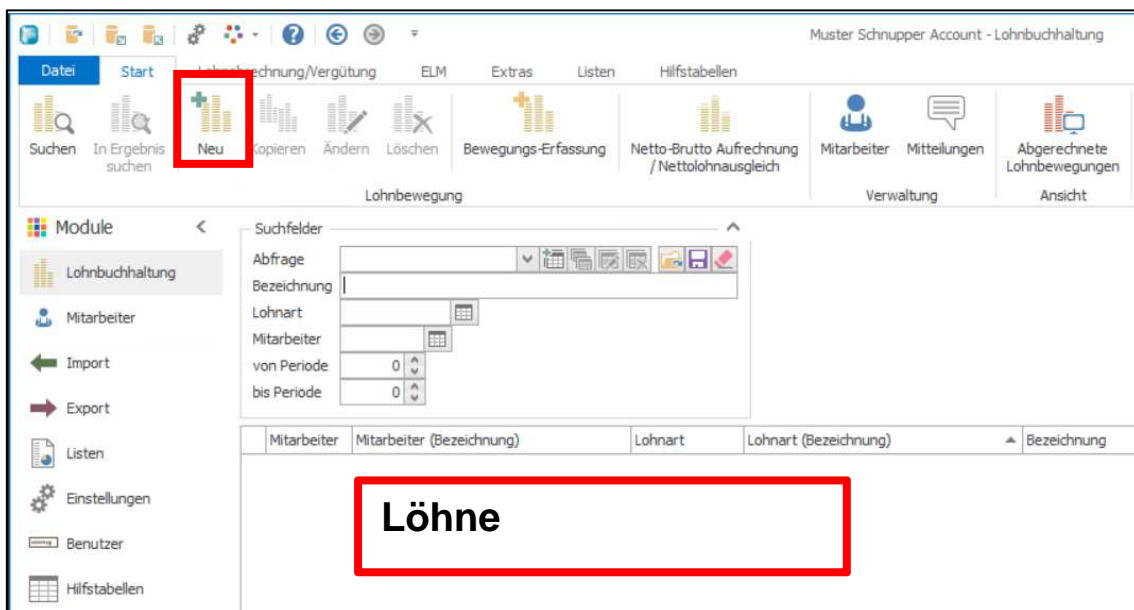 Muster Schnupper Account - Lohnbuchhaltung
Datei Start Lohnabrechnung/Vergütung ELM Extras Listen Hilfstabellen
Suchen In Ergebnis suchen Neu Kopieren Ändern Löschen Bewegungs-Erfassung Netto-Brutto Aufrechnung / Nettolohnausgleich Mitarbeiter Mitteilungen Abgerechnete Lohnbewegungen
Lohnbewegung Verwaltung Ansicht
Module
Lohnbuchhaltung
Mitarbeiter
Import
Export
Listen
Einstellungen
Benutzer
Hilfstabellen
Suchfelder
Abfrage
Bezeichnung
Lohnart
Mitarbeiter
von Periode 0
bis Periode 0
Mitarbeiter Mitarbeiter (Bezeichnung) Lohnart Lohnart (Bezeichnung) Bezeichnung
Löhne